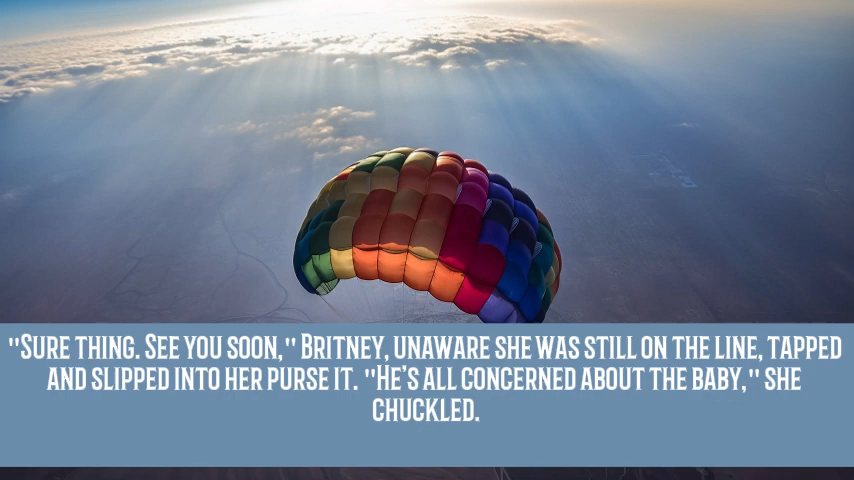 "Sure thing. See you soon," Britney, unaware she was still on the line, tapped
and slipped into her purse it. "He's all concerned about the baby," she
chuckled.